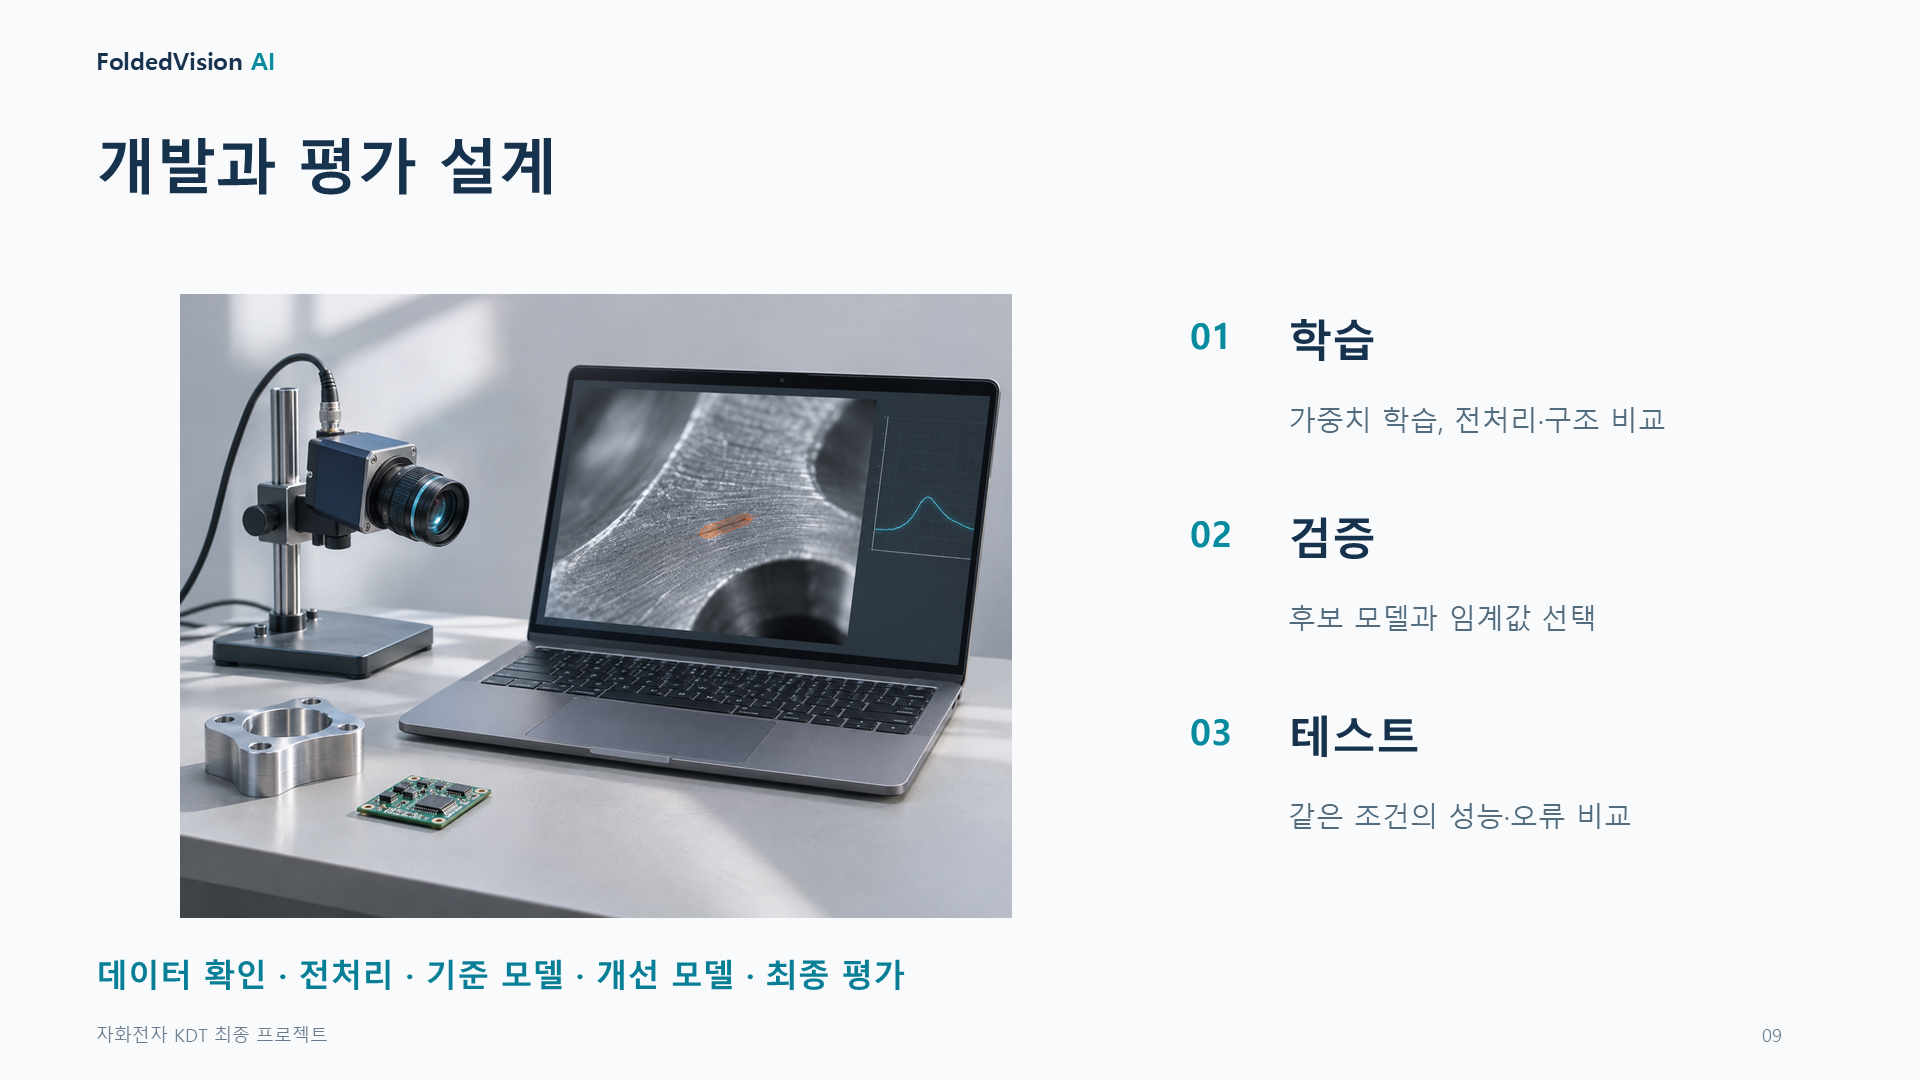 FoldedVision AI
개발과 평가 설계
01 학습
가중치 학습, 전처리·구조 비교
02 검증
후보 모델과 임계값 선택
03 테스트
같은 조건의 성능·오류 비교
데이터 확인 · 전처리 · 기준 모델 · 개선 모델 · 최종 평가
자화전자 KDT 최종 프로젝트
09